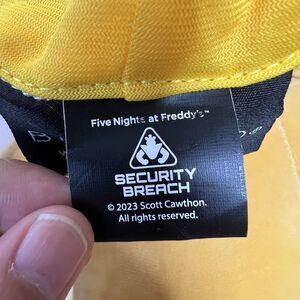 Five Nights at Freddy's™
SECURITY
BREACH
© 2023 Scott Cawthon.
All rights reserved.